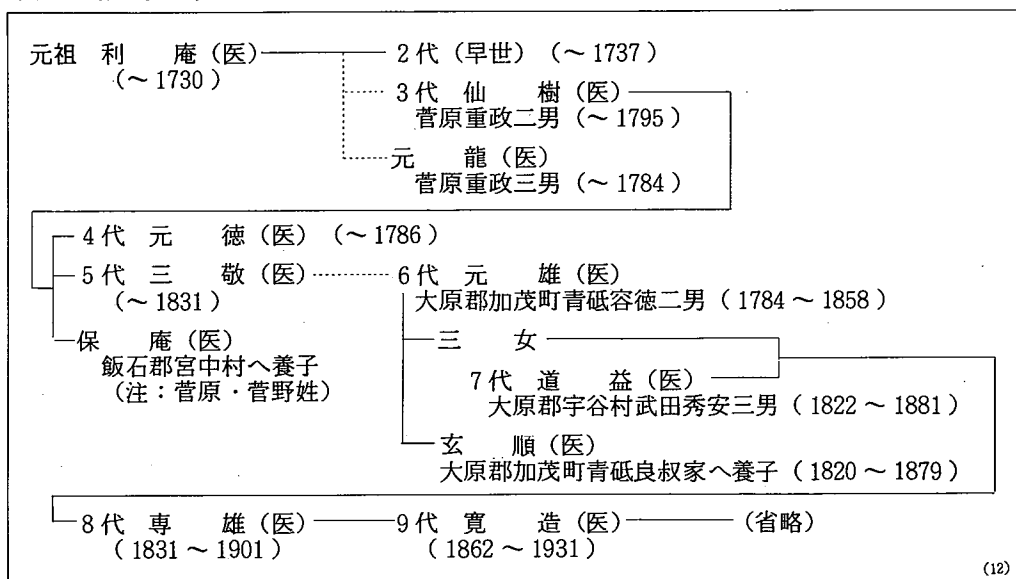 元祖 利 庵(医) 2代(早世)(~1737)
(~1730)
3代 仙 樹(医)
菅原重政二男(~1795)
元 龍(医)
菅原重政三男(~1784)
4代 元 徳(医)(~1786)
5代 三 敬(医) 6代 元 雄(医)
(~1831) 大原郡加茂町青砥容徳二男(1784~1858)
保 庵(医) 三 女
飯石郡宮中村へ養子
(注:菅原・菅野姓)
7代 道 益(医)
大原郡宇谷村武田秀安三男(1822~1881)
玄 順(医)
大原郡加茂町青砥良叔家へ養子(1820~1879)
8代 専 雄(医) 9代 寛 造(医) (省略)
(1831~1901) (1862~1931)
(12)